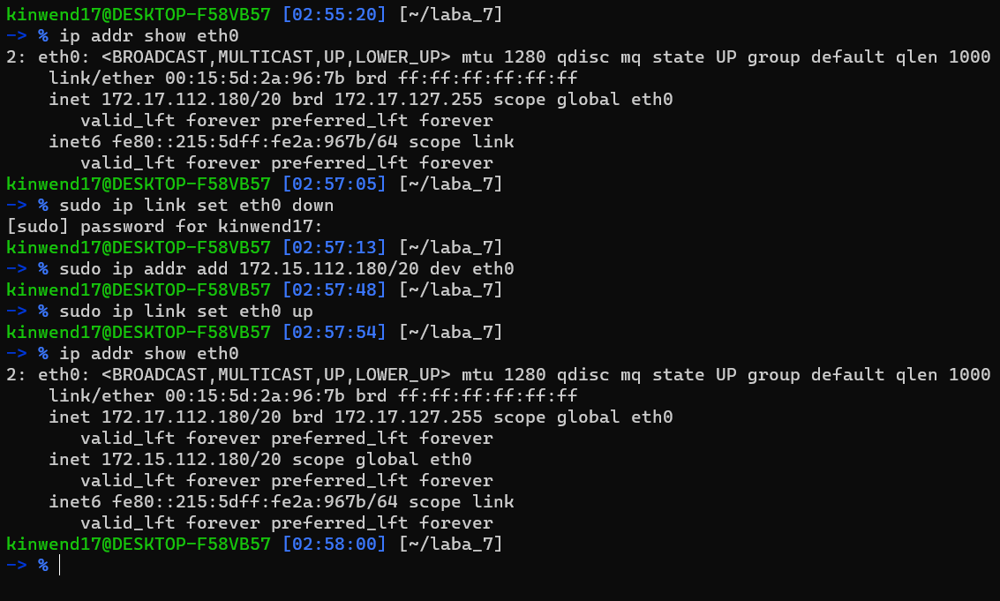 kinwend17@DESKTOP-F58VB57 [02:55:20] [~/laba_7]
-> % ip addr show eth0
2: eth0: <BROADCAST,MULTICAST,UP,LOWER_UP> mtu 1280 qdisc mq state UP group default qlen 1000
    link/ether 00:15:5d:2a:96:7b brd ff:ff:ff:ff:ff:ff
    inet 172.17.112.180/20 brd 172.17.127.255 scope global eth0
       valid_lft forever preferred_lft forever
    inet6 fe80::215:5dff:fe2a:967b/64 scope link
       valid_lft forever preferred_lft forever
kinwend17@DESKTOP-F58VB57 [02:57:05] [~/laba_7]
-> % sudo ip link set eth0 down
[sudo] password for kinwend17:
kinwend17@DESKTOP-F58VB57 [02:57:13] [~/laba_7]
-> % sudo ip addr add 172.15.112.180/20 dev eth0
kinwend17@DESKTOP-F58VB57 [02:57:48] [~/laba_7]
-> % sudo ip link set eth0 up
kinwend17@DESKTOP-F58VB57 [02:57:54] [~/laba_7]
-> % ip addr show eth0
2: eth0: <BROADCAST,MULTICAST,UP,LOWER_UP> mtu 1280 qdisc mq state UP group default qlen 1000
    link/ether 00:15:5d:2a:96:7b brd ff:ff:ff:ff:ff:ff
    inet 172.17.112.180/20 brd 172.17.127.255 scope global eth0
       valid_lft forever preferred_lft forever
    inet 172.15.112.180/20 scope global eth0
       valid_lft forever preferred_lft forever
    inet6 fe80::215:5dff:fe2a:967b/64 scope link
       valid_lft forever preferred_lft forever
kinwend17@DESKTOP-F58VB57 [02:58:00] [~/laba_7]
-> %